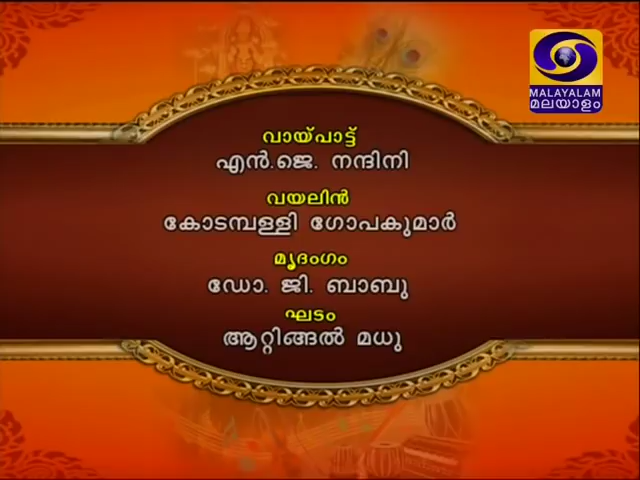 MALAYALAM
മലയാളം
വായ്പാട്ട്
എൻ.ജെ. നന്ദിനി
വയലിൻ
കോടമ്പള്ളി ഗോപകുമാർ
മൃദംഗം
ഡോ. ജി. ബാബു
ഘടം
ആറ്റിങ്ങൽ മധു